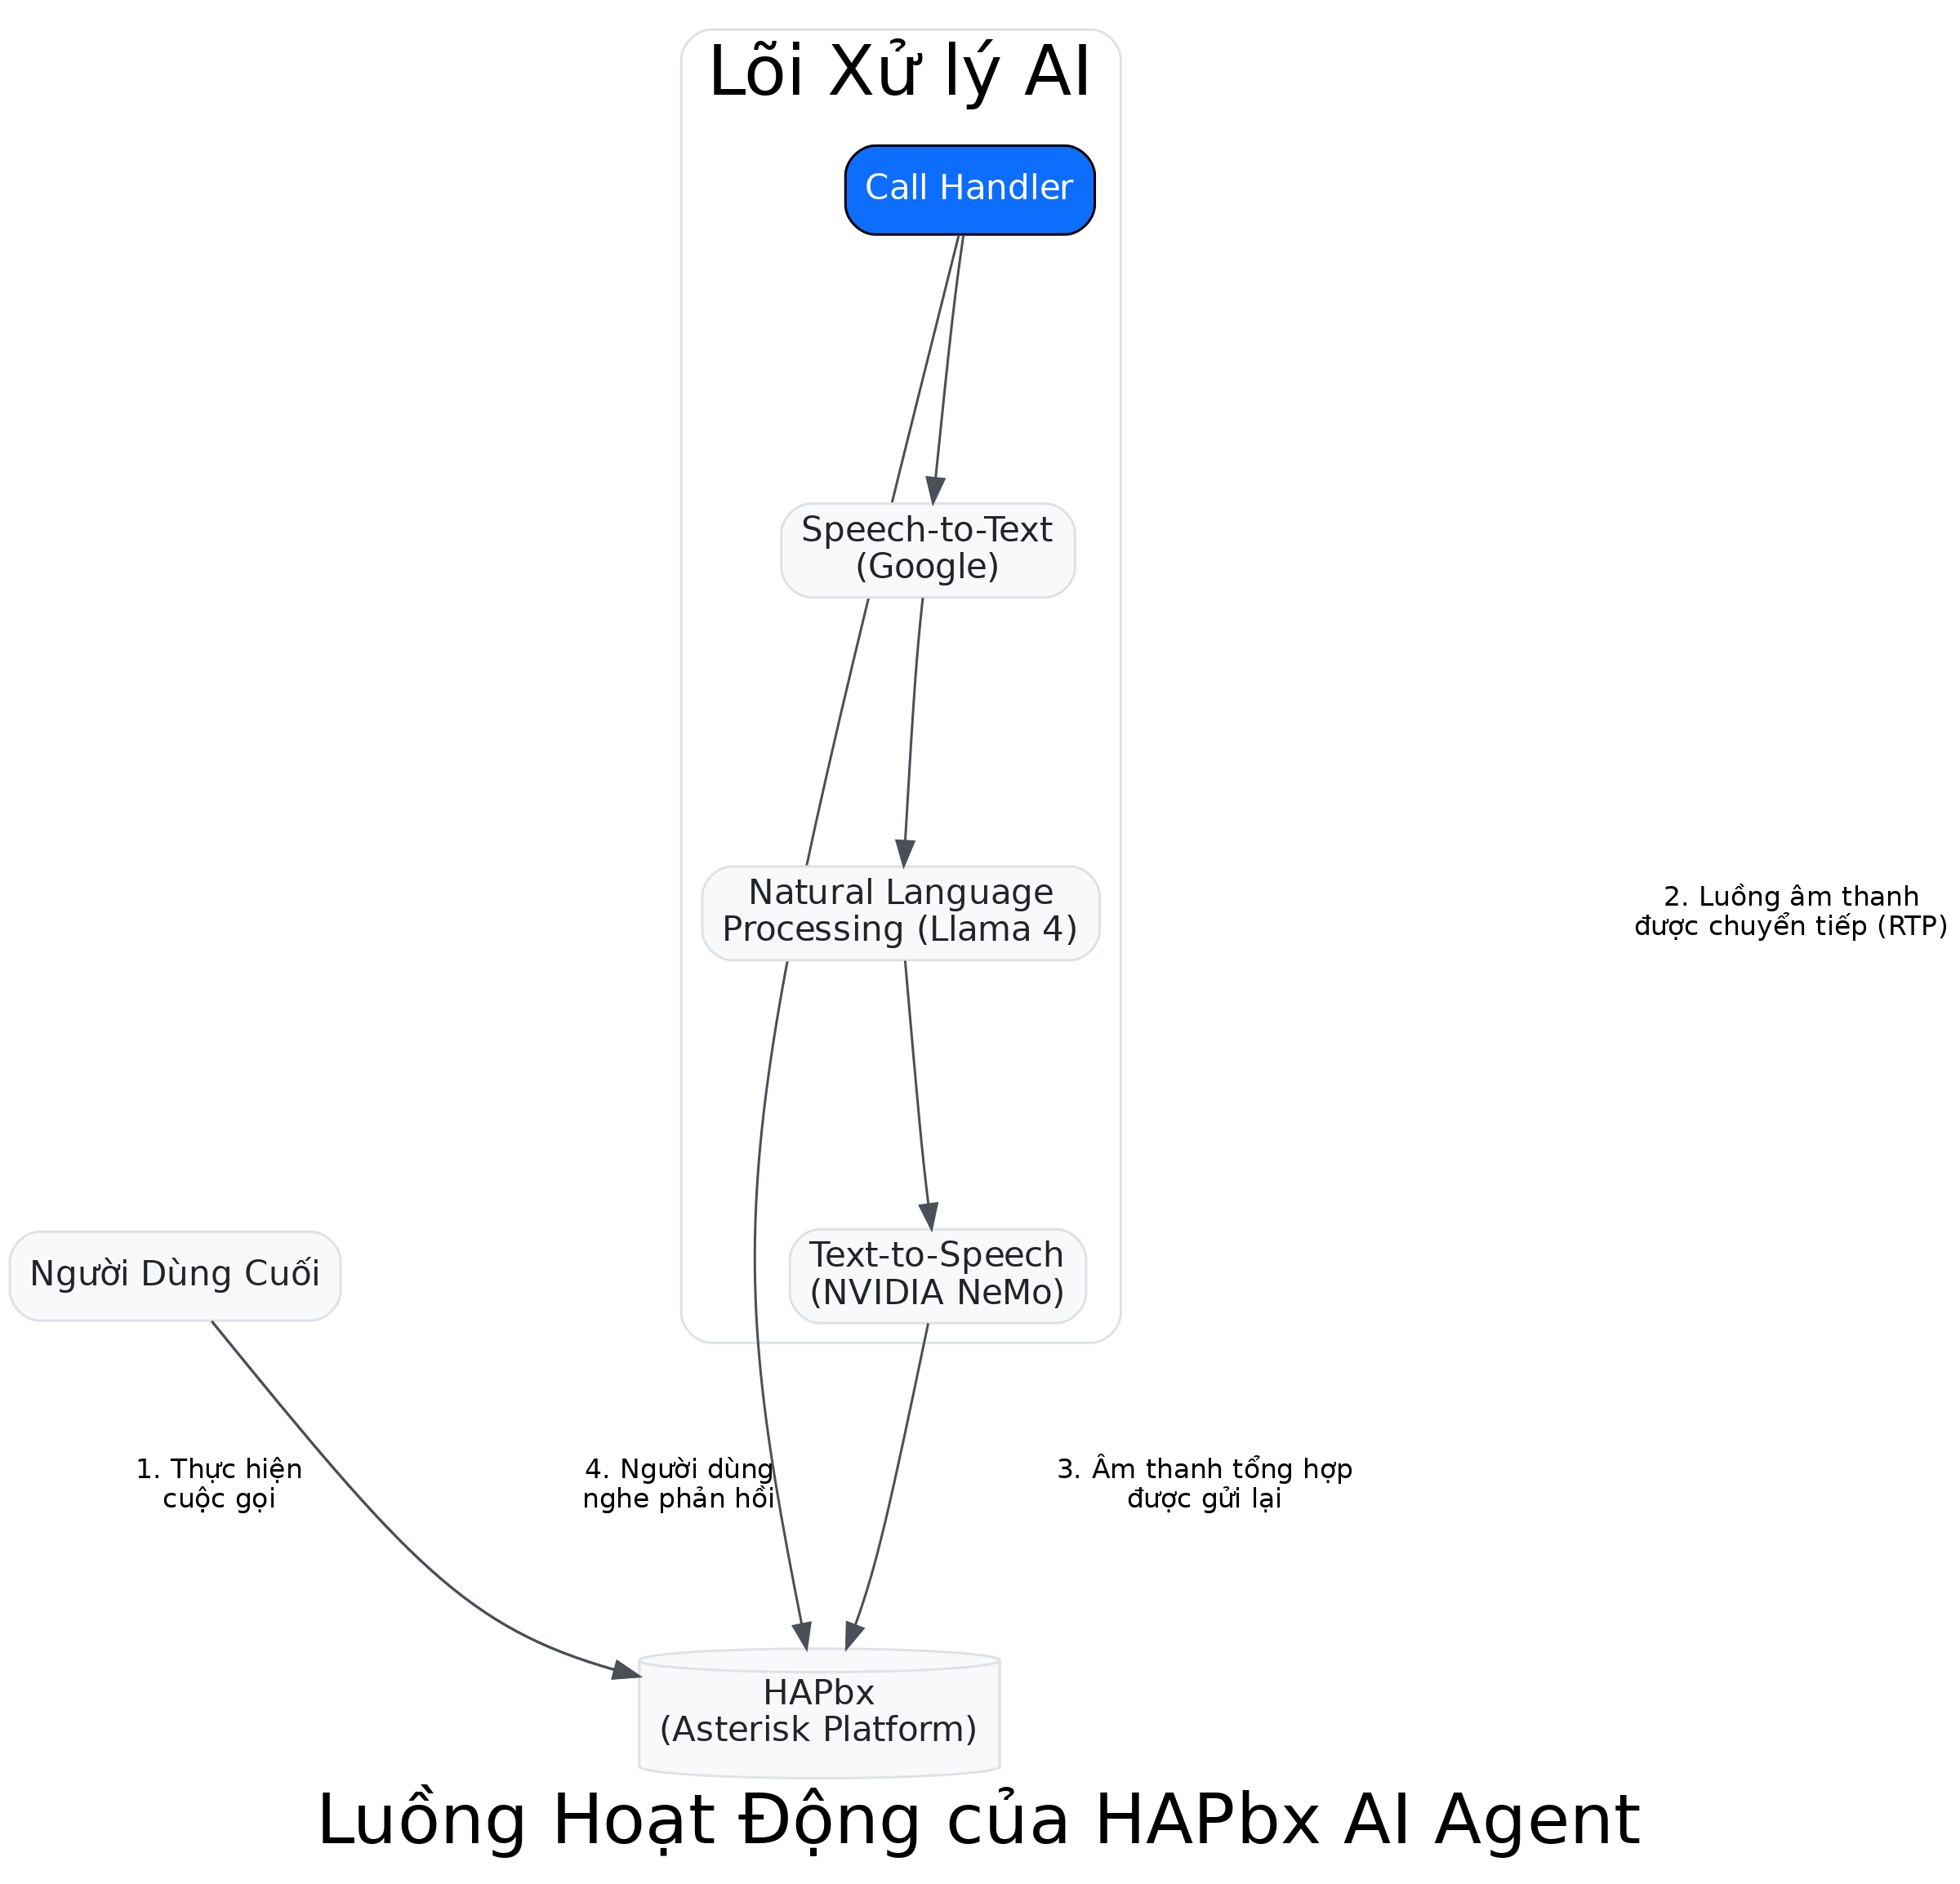 Lõi Xử lý AI
Call Handler
Speech-to-Text
(Google)
Natural Language
Processing (Llama 4)
2. Luồng âm thanh
được chuyển tiếp (RTP)
Người Dùng Cuối
Text-to-Speech
(NVIDIA NeMo)
1. Thực hiện
cuộc gọi
4. Người dùng
nghe phản hồi
3. Âm thanh tổng hợp
được gửi lại
HAPbx
(Asterisk Platform)
Luồng Hoạt Động của HAPbx AI Agent